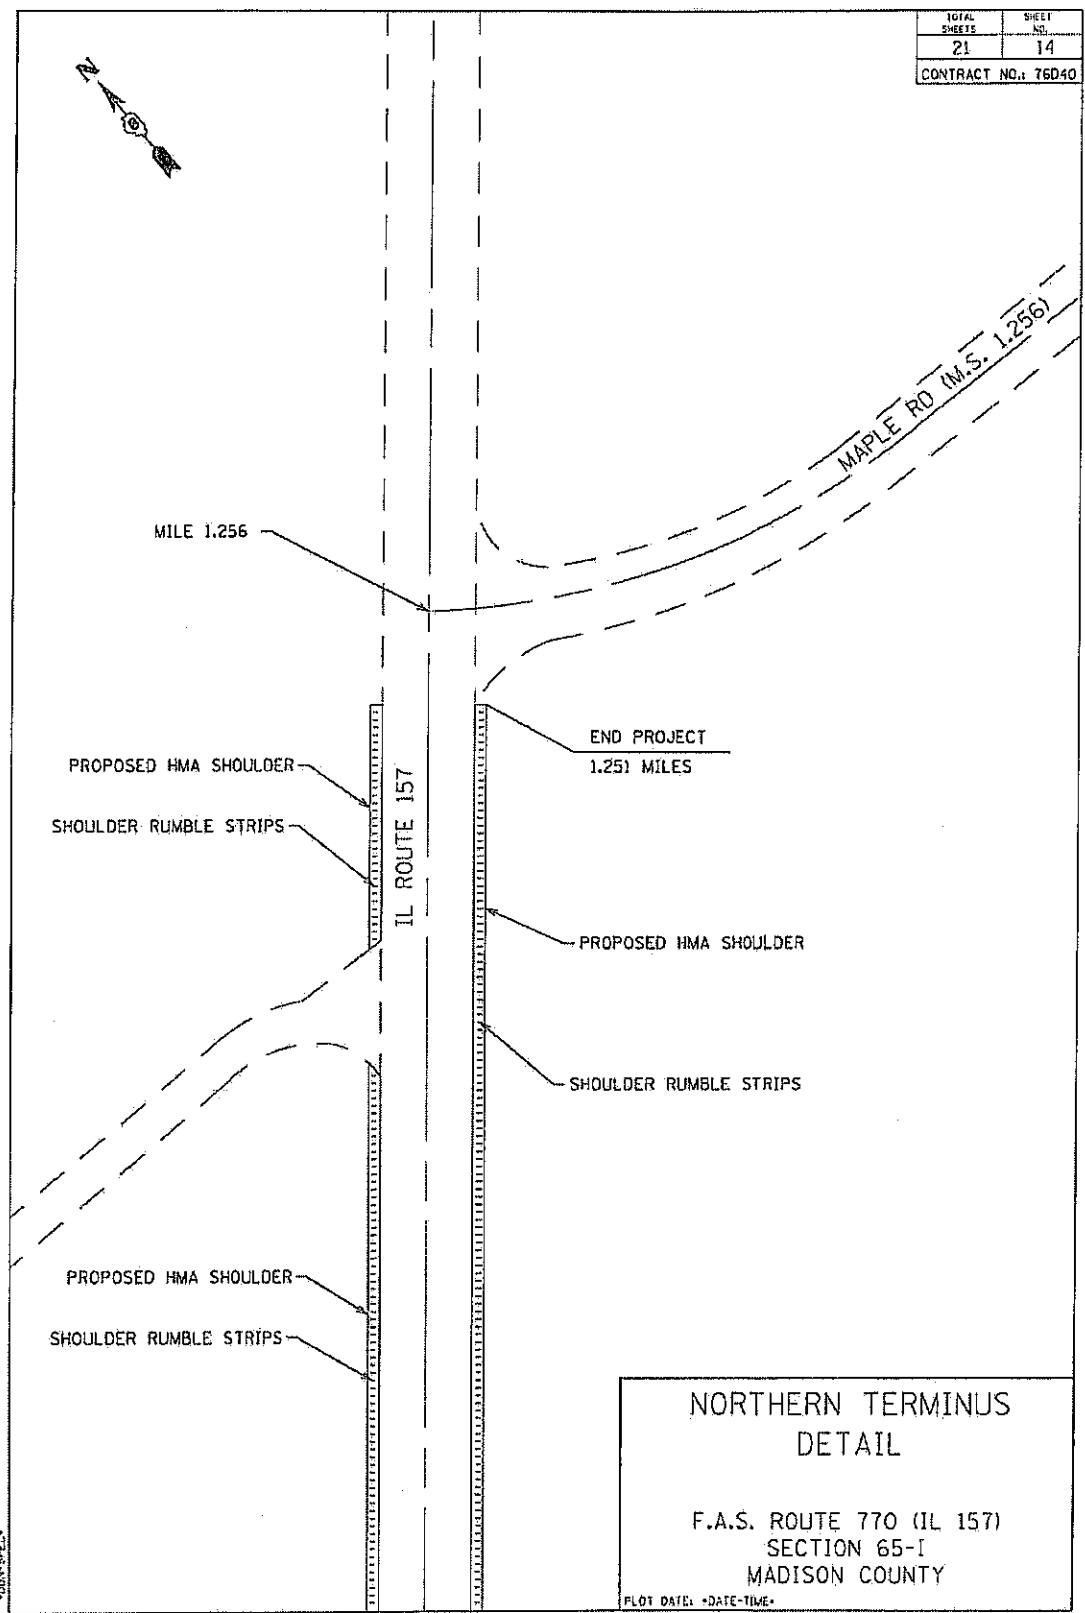 TOTAL SHEETS
SHEET NO.
21
14
CONTRACT NO.: 76D40
N
MAPLE RD (M.S. 1.256)
MILE 1.256
END PROJECT
1.251 MILES
PROPOSED HMA SHOULDER
SHOULDER RUMBLE STRIPS
IL ROUTE 157
PROPOSED HMA SHOULDER
SHOULDER RUMBLE STRIPS
PROPOSED HMA SHOULDER
SHOULDER RUMBLE STRIPS
NORTHERN TERMINUS
DETAIL
F.A.S. ROUTE 770 (IL 157)
SECTION 65-I
MADISON COUNTY
PLOT DATE: *DATE-TIME*